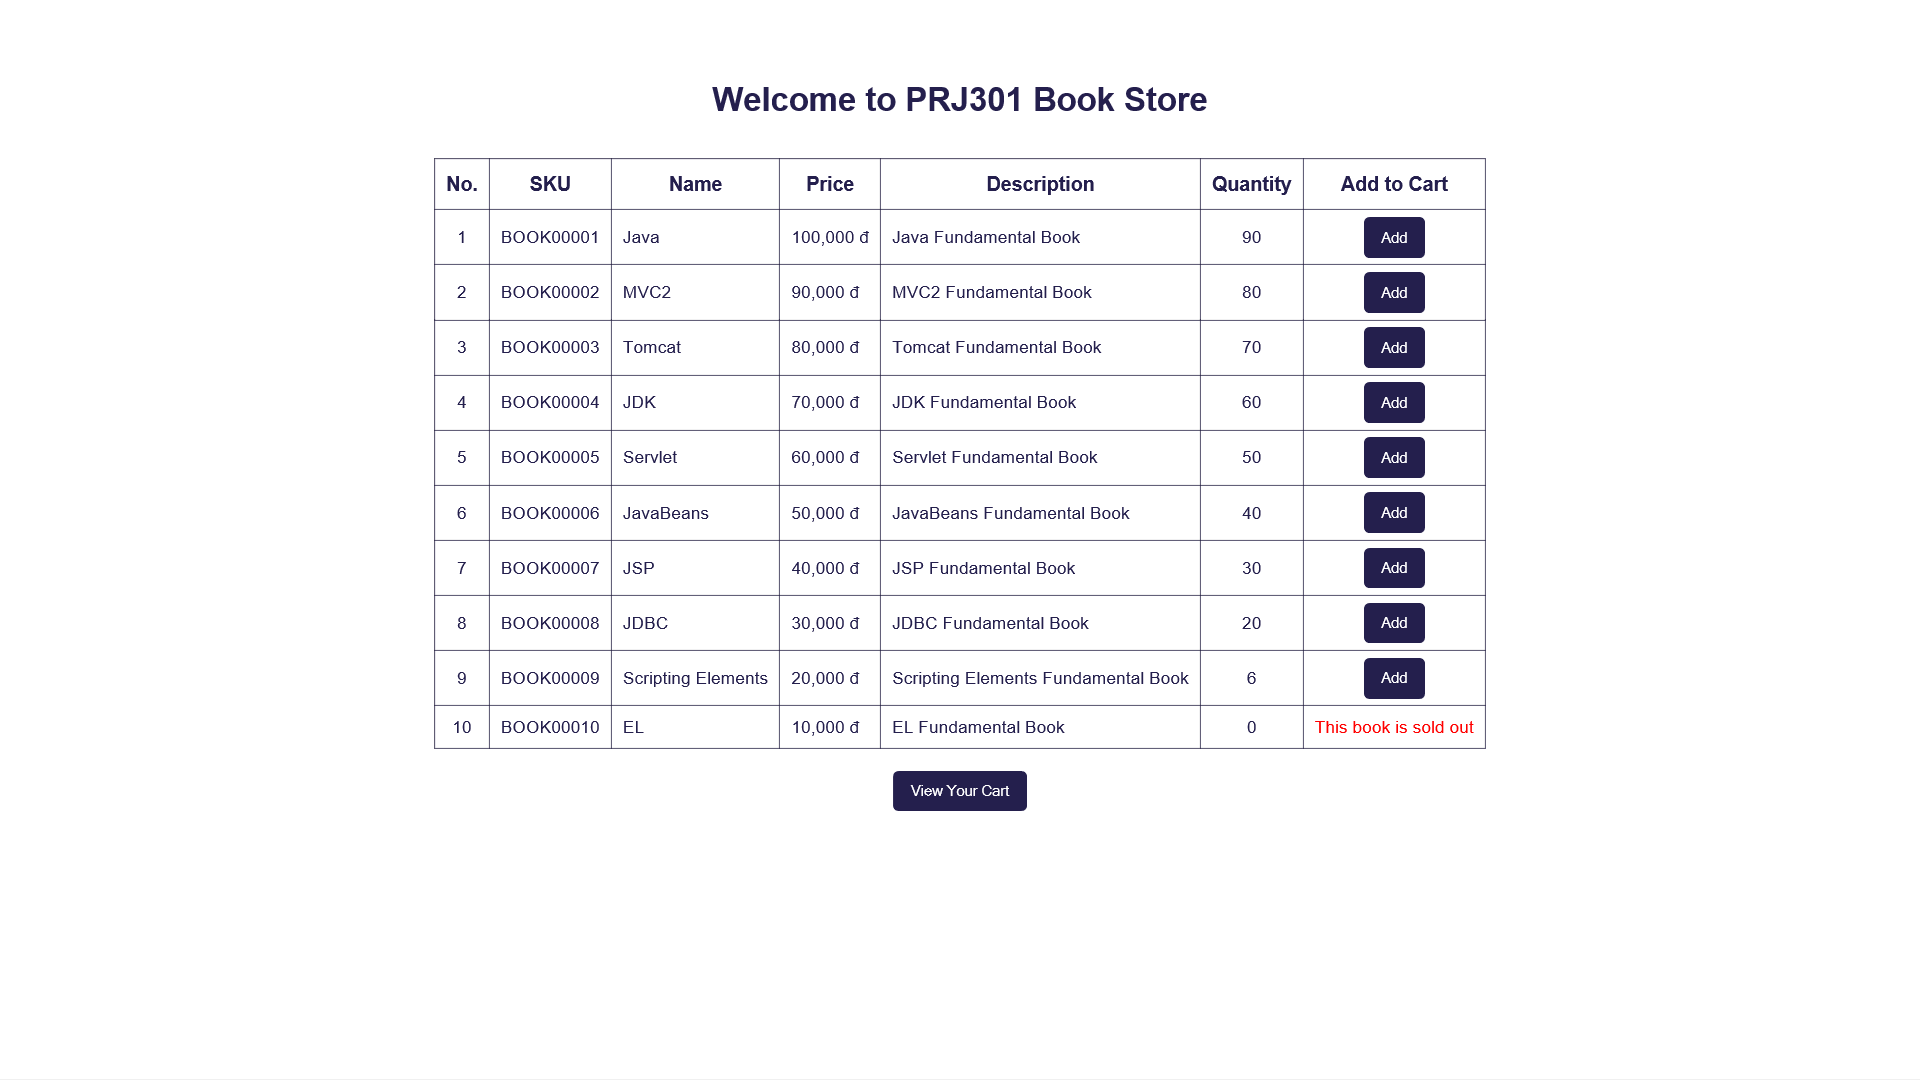 Welcome to PRJ301 Book Store
No. SKU Name Price Description Quantity Add to Cart
1 BOOK00001 Java 100,000 đ Java Fundamental Book 90 Add
2 BOOK00002 MVC2 90,000 đ MVC2 Fundamental Book 80 Add
3 BOOK00003 Tomcat 80,000 đ Tomcat Fundamental Book 70 Add
4 BOOK00004 JDK 70,000 đ JDK Fundamental Book 60 Add
5 BOOK00005 Servlet 60,000 đ Servlet Fundamental Book 50 Add
6 BOOK00006 JavaBeans 50,000 đ JavaBeans Fundamental Book 40 Add
7 BOOK00007 JSP 40,000 đ JSP Fundamental Book 30 Add
8 BOOK00008 JDBC 30,000 đ JDBC Fundamental Book 20 Add
9 BOOK00009 Scripting Elements 20,000 đ Scripting Elements Fundamental Book 6 Add
10 BOOK00010 EL 10,000 đ EL Fundamental Book 0 This book is sold out
View Your Cart